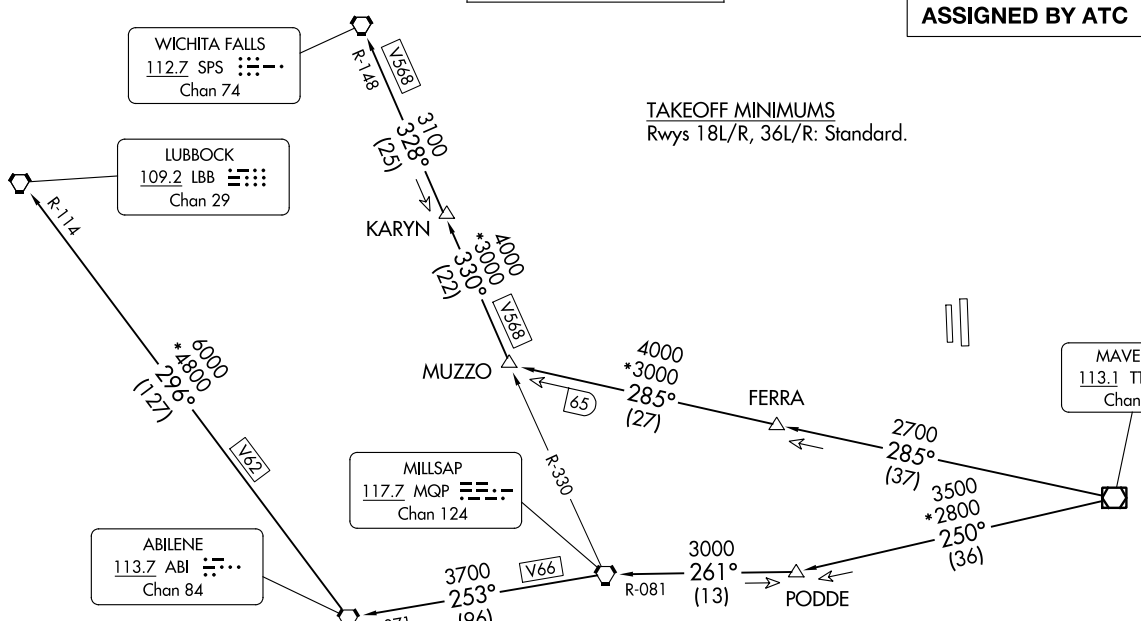 ASSIGNED BY ATC
WICHITA FALLS
112.7 SPS
Chan 74
R-148
V568
3100
328°
(25)
TAKEOFF MINIMUMS
Rwys 18L/R, 36L/R: Standard.
LUBBOCK
109.2 LBB
Chan 29
R-114
KARYN
4000
*3000
330°
(22)
V568
6000
*4800
296°
(127)
V62
MUZZO
65
4000
*3000
285°
(27)
FERRA
MAVE
113.1
Chan
2700
285°
(37)
R-330
MILLSAP
117.7 MQP
Chan 124
3500
*2800
250°
(36)
ABILENE
113.7 ABI
Chan 84
3700
V66
253°
(96)
R-081
3000
261°
(13)
PODDE